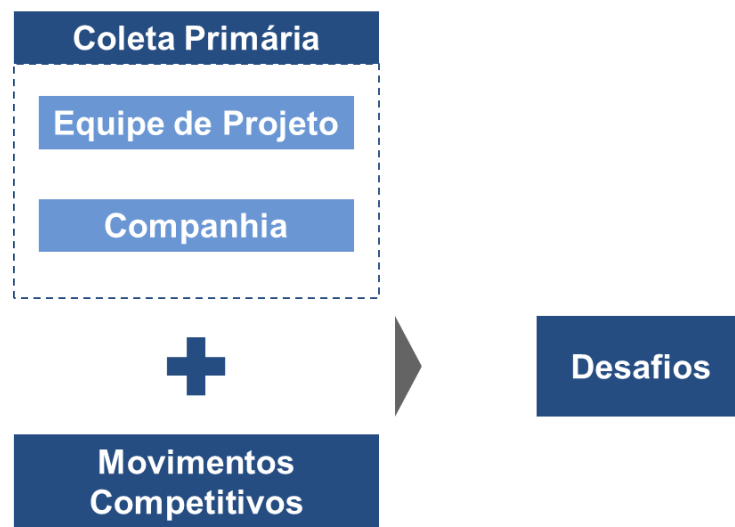 Coleta Primária
Equipe de Projeto
Companhia
Desafios
Movimentos
Competitivos